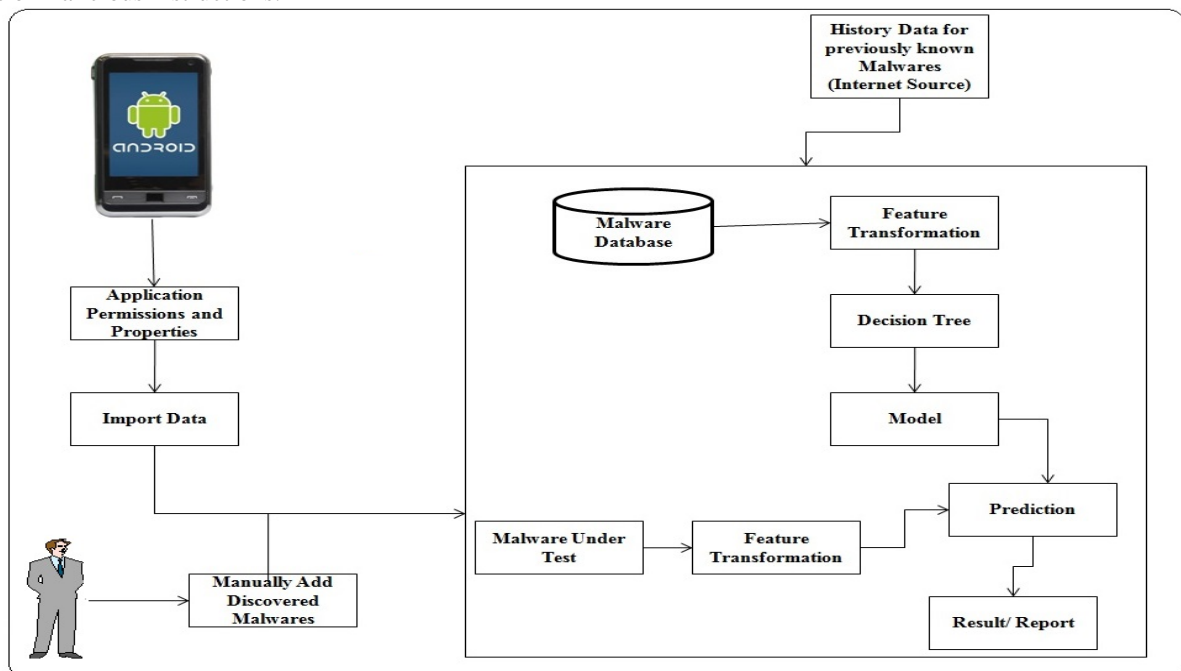 History Data for
previously known
Malwares
(Internet Source)
ANDROID
Malware
Database
Feature
Transformation
Application
Permissions and
Properties
Decision Tree
Import Data
Model
Malware Under
Test
Feature
Transformation
Prediction
Manually Add
Discovered
Malwares
Result/ Report